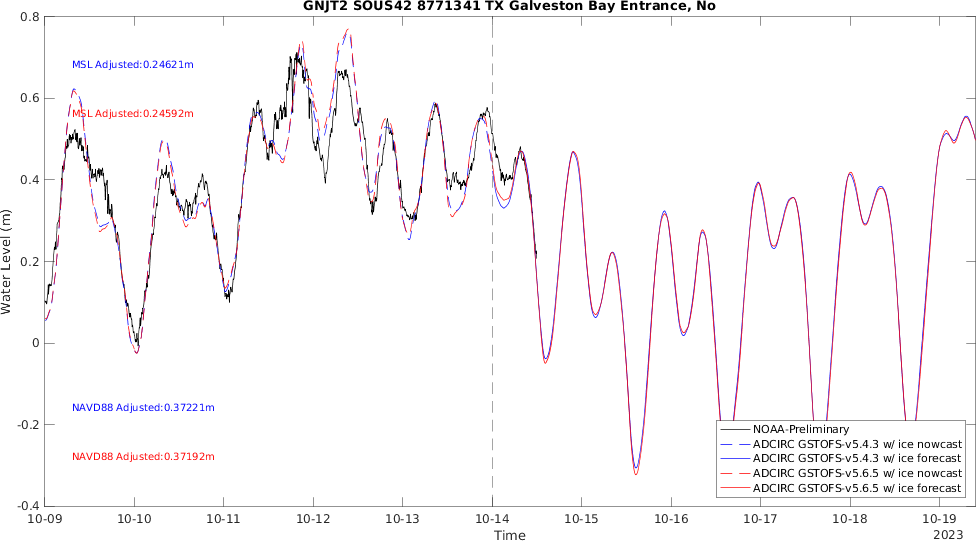 GNJT2 SOUS42 8771341 TX Galveston Bay Entrance, No
0.8
0.6
0.4
0.2
0
-0.2
-0.4
Water Level (m)
MSL Adjusted:0.24621m
MSL Adjusted:0.24592m
NAVD88 Adjusted:0.37221m
NAVD88 Adjusted:0.37192m
NOAA-Preliminary
ADCIRC GSTOFS-v5.4.3 w/ ice nowcast
ADCIRC GSTOFS-v5.4.3 w/ ice forecast
ADCIRC GSTOFS-v5.6.5 w/ ice nowcast
ADCIRC GSTOFS-v5.6.5 w/ ice forecast
10-09 10-10 10-11 10-12 10-13 10-14 10-15 10-16 10-17 10-18 10-19
2023
Time